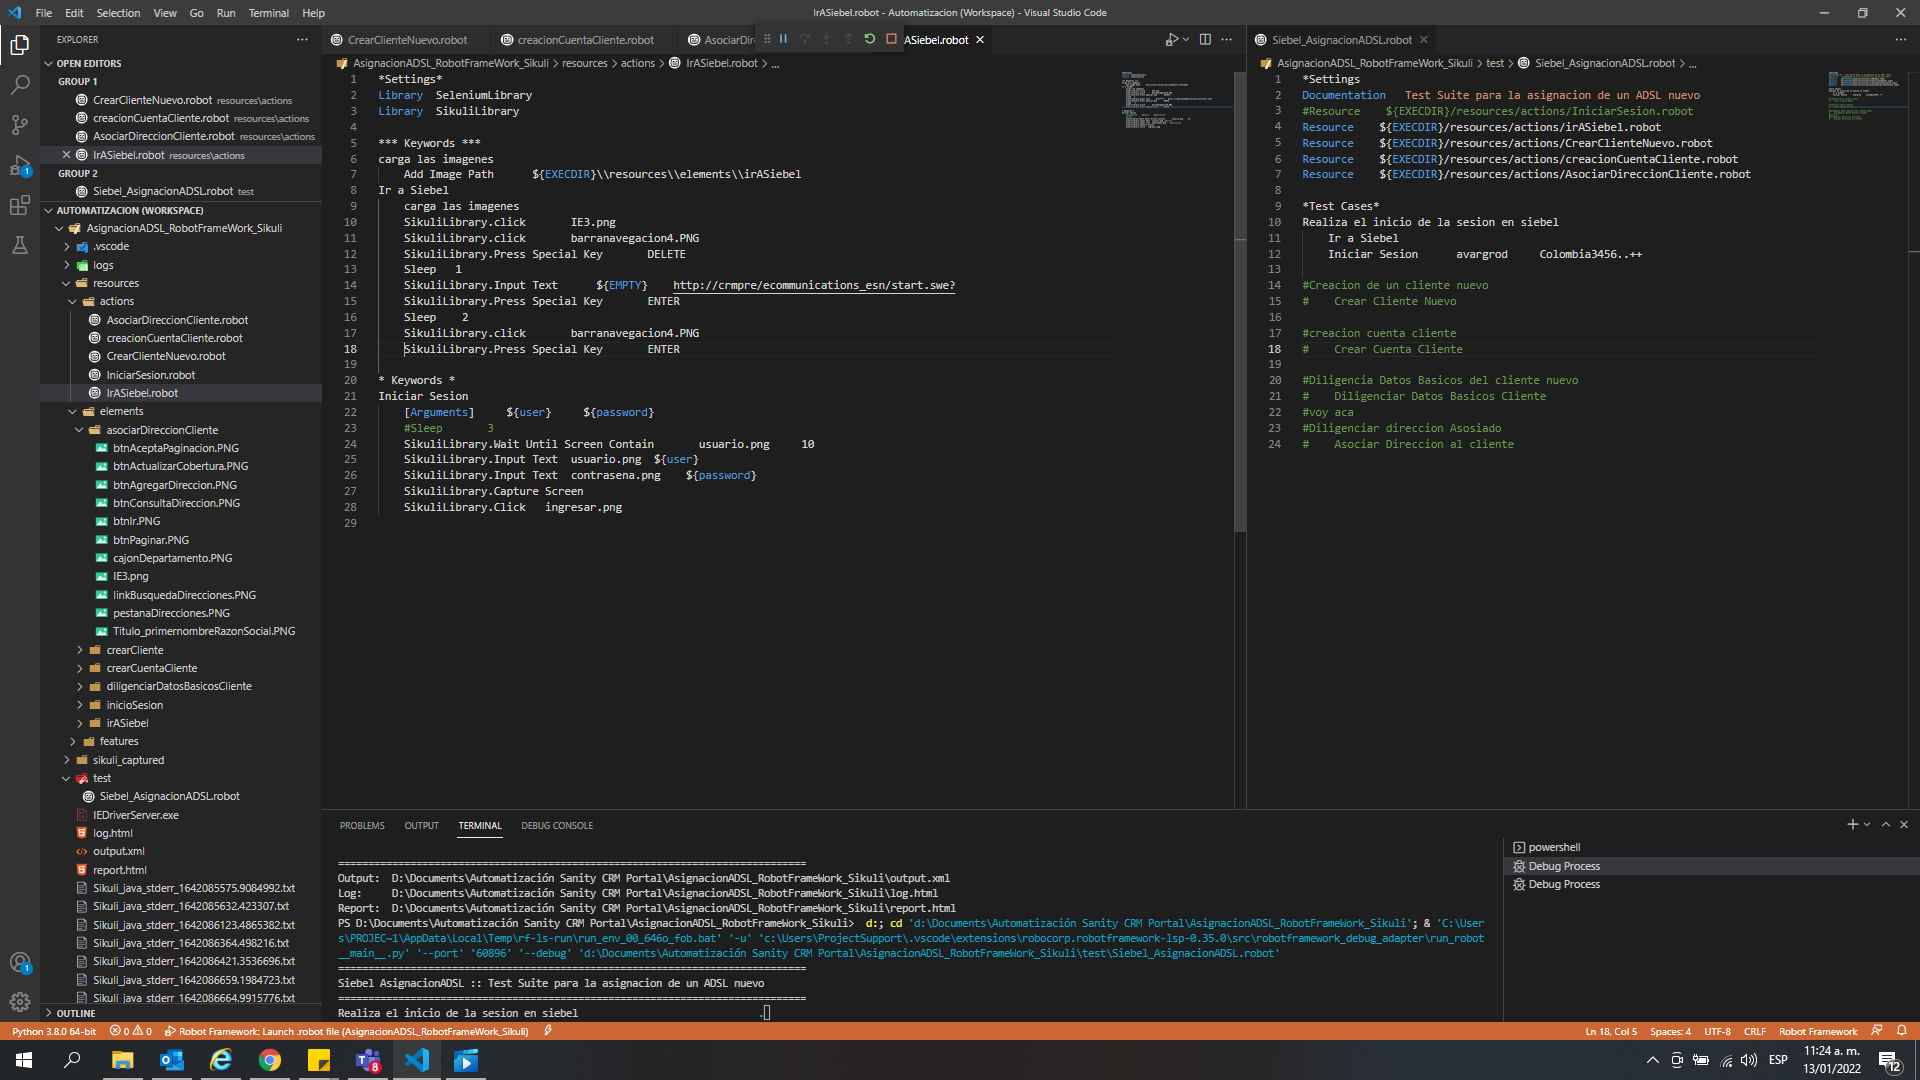 File Edit Selection View Go Run Terminal Help
IrASiebel.robot - Automatizacion (Workspace) - Visual Studio Code
EXPLORER
OPEN EDITORS
GROUP 1
CrearClienteNuevo.robot resources\actions
creacionCuentaCliente.robot resources\actions
AsociarDireccionCliente.robot resources\actions
IrASiebel.robot resources\actions
GROUP 2
Siebel_AsignacionADSL.robot test
AUTOMATIZACION (WORKSPACE)
AsignacionADSL_RobotFrameWork_Sikuli
.vscode
logs
resources
actions
AsociarDireccionCliente.robot
creacionCuentaCliente.robot
CrearClienteNuevo.robot
IniciarSesion.robot
IrASiebel.robot
elements
asociarDireccionCliente
btnAceptaPaginacion.PNG
btnActualizarCobertura.PNG
btnAgregarDireccion.PNG
btnConsultaDireccion.PNG
btnIr.PNG
btnPaginar.PNG
cajonDepartamento.PNG
IE3.png
linkBusquedaDirecciones.PNG
pestanaDirecciones.PNG
Titulo_primernombreRazonSocial.PNG
crearCliente
crearCuentaCliente
diligenciarDatosBasicosCliente
inicioSesion
irASiebel
features
sikuli_captured
test
Siebel_AsignacionADSL.robot
IEDriverServer.exe
log.html
output.xml
report.html
Sikuli_java_stderr_1642085575.9084992.txt
Sikuli_java_stderr_1642085632.423307.txt
Sikuli_java_stderr_1642086123.4865382.txt
Sikuli_java_stderr_1642086364.498216.txt
Sikuli_java_stderr_1642086421.3536696.txt
Sikuli_java_stderr_1642086659.1984723.txt
Sikuli_java_stderr_1642086664.9915776.txt
OUTLINE
CrearClienteNuevo.robot creacionCuentaCliente.robot AsociarDir ASiebel.robot
AsignacionADSL_RobotFrameWork_Sikuli > resources > actions > IrASiebel.robot > ...
1 *Settings*
2 Library SeleniumLibrary
3 Library SikuliLibrary
4
5 *** Keywords ***
6 carga las imagenes
7 Add Image Path ${EXECDIR}\\resources\\elements\\irASiebel
8 Ir a Siebel
9 carga las imagenes
10 SikuliLibrary.click IE3.png
11 SikuliLibrary.click barranavegacion4.PNG
12 SikuliLibrary.Press Special Key DELETE
13 Sleep 1
14 SikuliLibrary.Input Text ${EMPTY} http://crmpre/ecommunications_esn/start.swe?
15 SikuliLibrary.Press Special Key ENTER
16 Sleep 2
17 SikuliLibrary.click barranavegacion4.PNG
18 SikuliLibrary.Press Special Key ENTER
19
20 * Keywords *
21 Iniciar Sesion
22 [Arguments] ${user} ${password}
23 #Sleep 3
24 SikuliLibrary.Wait Until Screen Contain usuario.png 10
25 SikuliLibrary.Input Text usuario.png ${user}
26 SikuliLibrary.Input Text contrasena.png ${password}
27 SikuliLibrary.Capture Screen
28 SikuliLibrary.Click ingresar.png
29
Siebel_AsignacionADSL.robot
AsignacionADSL_RobotFrameWork_Sikuli > test > Siebel_AsignacionADSL.robot > ...
1 *Settings
2 Documentation Test Suite para la asignacion de un ADSL nuevo
3 #Resource ${EXECDIR}/resources/actions/IniciarSesion.robot
4 Resource ${EXECDIR}/resources/actions/irASiebel.robot
5 Resource ${EXECDIR}/resources/actions/CrearClienteNuevo.robot
6 Resource ${EXECDIR}/resources/actions/creacionCuentaCliente.robot
7 Resource ${EXECDIR}/resources/actions/AsociarDireccionCliente.robot
8
9 *Test Cases*
10 Realiza el inicio de la sesion en siebel
11 Ir a Siebel
12 Iniciar Sesion avargrod Colombia3456..++
13
14 #Creacion de un cliente nuevo
15 # Crear Cliente Nuevo
16
17 #creacion cuenta cliente
18 # Crear Cuenta Cliente
19
20 #Diligencia Datos Basicos del cliente nuevo
21 # Diligenciar Datos Basicos Cliente
22 #voy aca
23 #Diligenciar direccion Asosiado
24 # Asociar Direccion al cliente
PROBLEMS OUTPUT TERMINAL DEBUG CONSOLE
==============================================================================
Output: D:\Documents\Automatización Sanity CRM Portal\AsignacionADSL_RobotFrameWork_Sikuli\output.xml
Log: D:\Documents\Automatización Sanity CRM Portal\AsignacionADSL_RobotFrameWork_Sikuli\log.html
Report: D:\Documents\Automatización Sanity CRM Portal\AsignacionADSL_RobotFrameWork_Sikuli\report.html
PS D:\Documents\Automatización Sanity CRM Portal\AsignacionADSL_RobotFrameWork_Sikuli> d:; cd 'd:\Documents\Automatización Sanity CRM Portal\AsignacionADSL_RobotFrameWork_Sikuli'; & 'C:\User
s\PROJEC~1\AppData\Local\Temp\rf-ls-run\run_env_00_646o_fob.bat' '-u' 'c:\Users\ProjectSupport\.vscode\extensions\robocorp.robotframework-lsp-0.35.0\src\robotframework_debug_adapter\run_robot
__main__.py' '--port' '60896' '--debug' 'd:\Documents\Automatización Sanity CRM Portal\AsignacionADSL_RobotFrameWork_Sikuli\test\Siebel_AsignacionADSL.robot'
==============================================================================
Siebel AsignacionADSL :: Test Suite para la asignacion de un ADSL nuevo
==============================================================================
Realiza el inicio de la sesion en siebel .
powershell
Debug Process
Debug Process
Python 3.8.0 64-bit 0 0 Robot Framework: Launch .robot file (AsignacionADSL_RobotFrameWork_Sikuli)
Ln 18, Col 5 Spaces: 4 UTF-8 CRLF Robot Framework
8
ESP
11:24 a. m.
13/01/2022
12